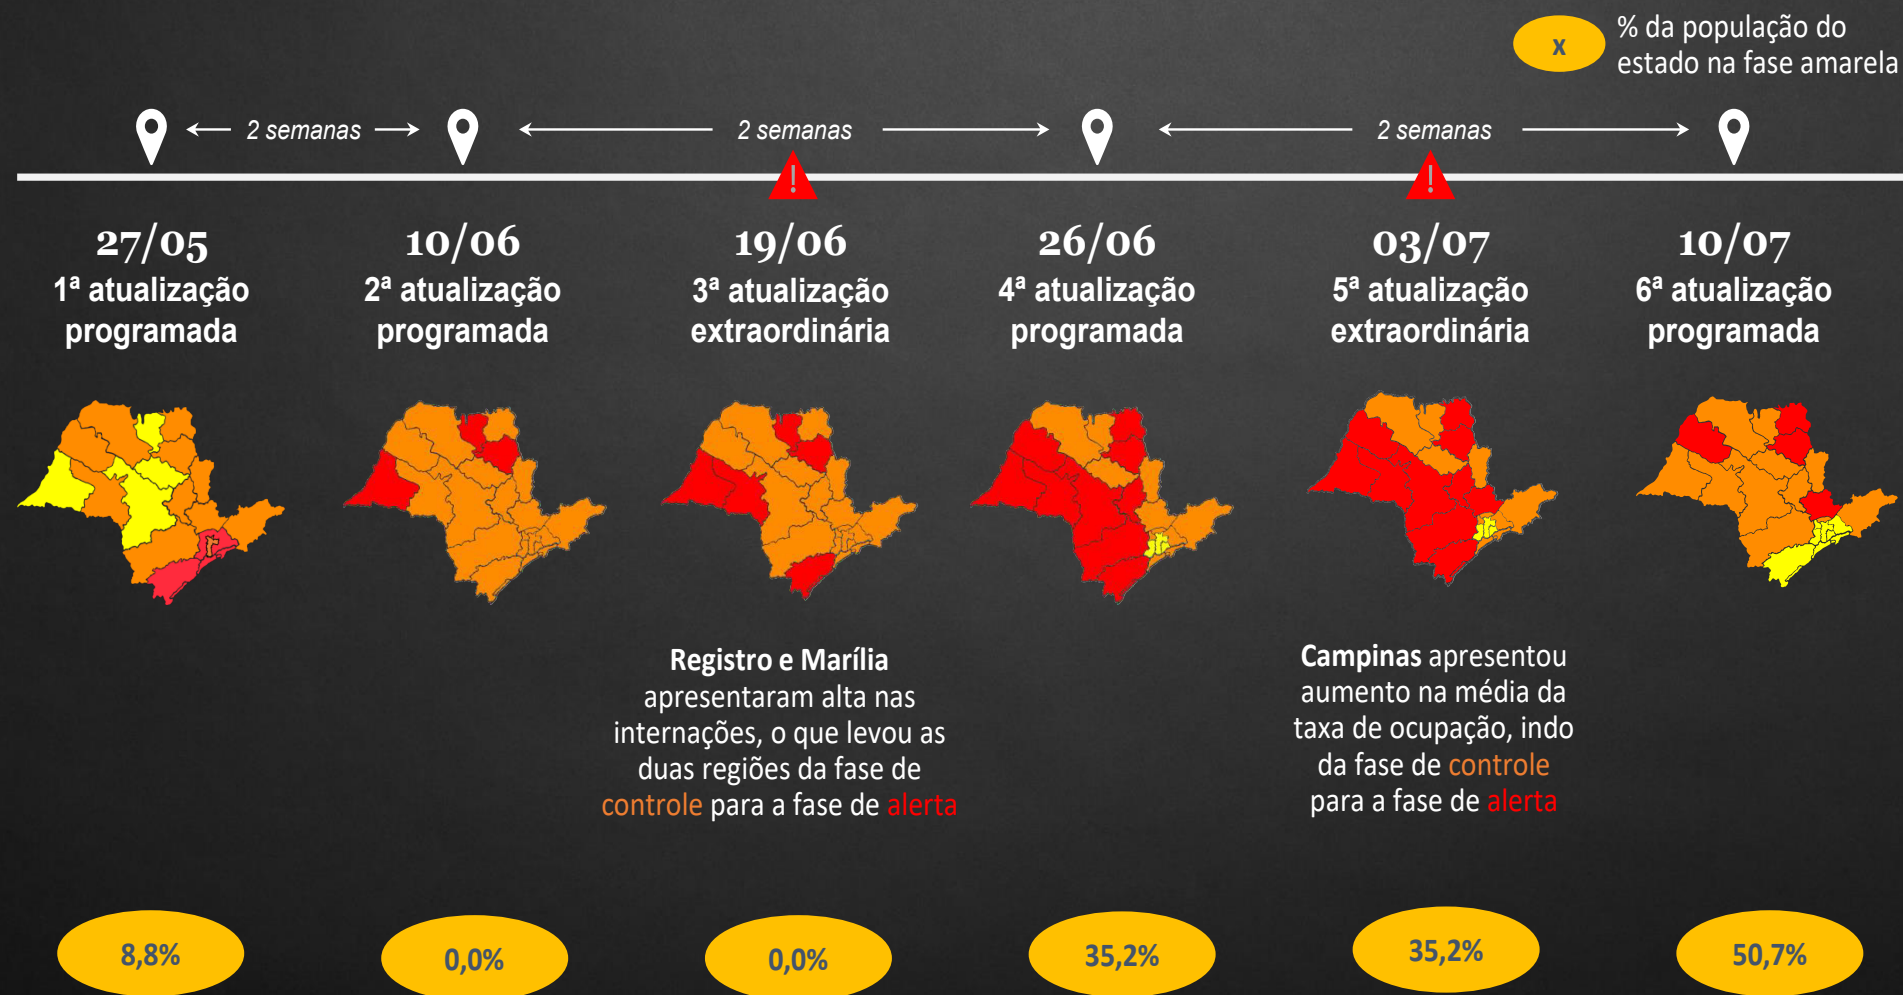 x
% da população do
estado na fase amarela
2 semanas
2 semanas
2 semanas
!
!
27/05
1ª atualização
programada
10/06
2ª atualização
programada
19/06
3ª atualização
extraordinária
26/06
4ª atualização
programada
03/07
5ª atualização
extraordinária
10/07
6ª atualização
programada
Registro e Marília
apresentaram alta nas
internações, o que levou as
duas regiões da fase de
controle para a fase de alerta
Campinas apresentou
aumento na média da
taxa de ocupação, indo
da fase de controle
para a fase de alerta
8,8%
0,0%
0,0%
35,2%
35,2%
50,7%